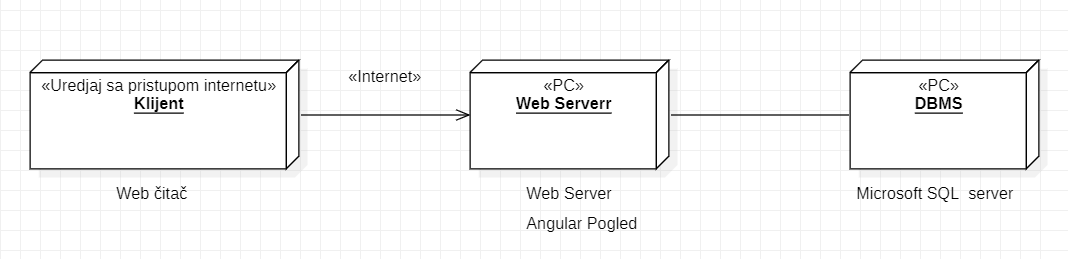 «Uredjaj sa pristupom internetu»
Klijent
«Internet»
«PC»
Web Serverr
«PC»
DBMS
Web čitač
Web Server
Angular Pogled
Microsoft SQL  server